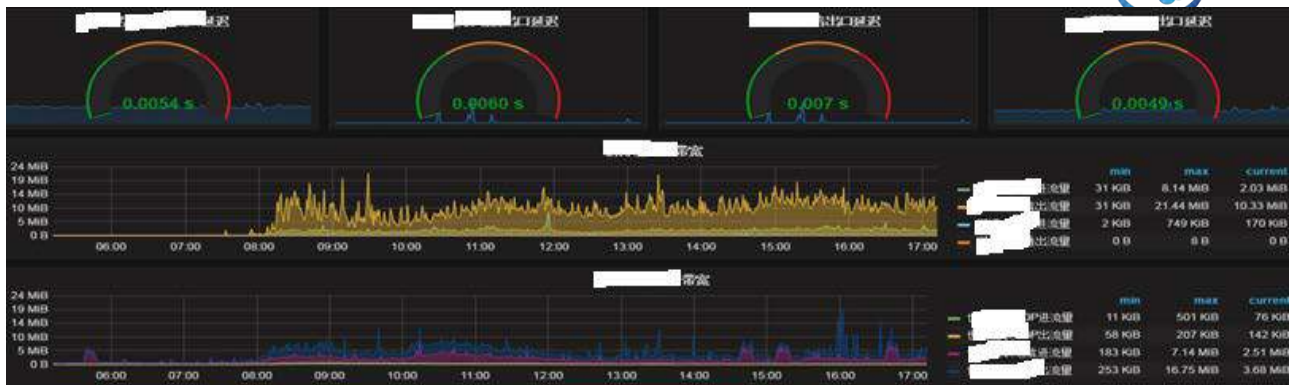 延迟
出口延迟
出口延迟
出口延迟
0.0054 s
0.0060 s
0.007 s
0.0049 s
带宽
24 MiB
19 MiB
14 MiB
10 MiB
5 MiB
0 B
06:00 07:00 08:00 09:00 10:00 11:00 12:00 13:00 14:00 15:00 16:00 17:00
min max current
进流量 31 KiB 8.14 MiB 2.03 MiB
出流量 31 KiB 21.44 MiB 10.33 MiB
进流量 2 KiB 749 KiB 170 KiB
出流量 0 B 8 B 0 B
带宽
24 MiB
19 MiB
14 MiB
10 MiB
5 MiB
0 B
06:00 07:00 08:00 09:00 10:00 11:00 12:00 13:00 14:00 15:00 16:00 17:00
min max current
P进流量 11 KiB 501 KiB 76 KiB
P出流量 58 KiB 207 KiB 142 KiB
进流量 183 KiB 7.14 MiB 2.51 MiB
出流量 253 KiB 16.75 MiB 3.68 MiB